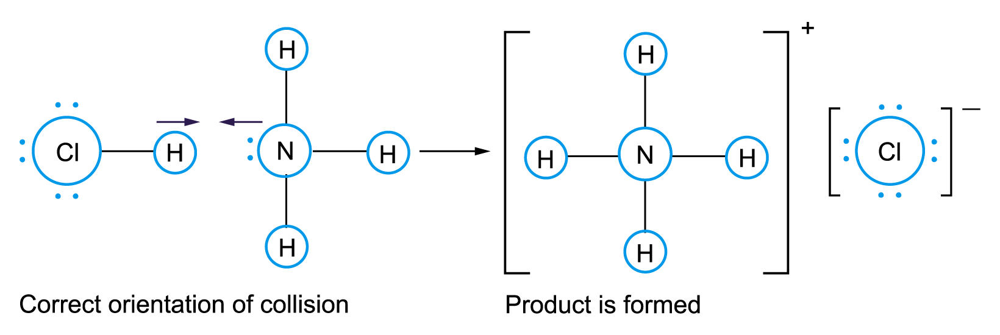 H
Cl H N H
H
Correct orientation of collision
H
H N H
H
+
Cl
–
Product is formed